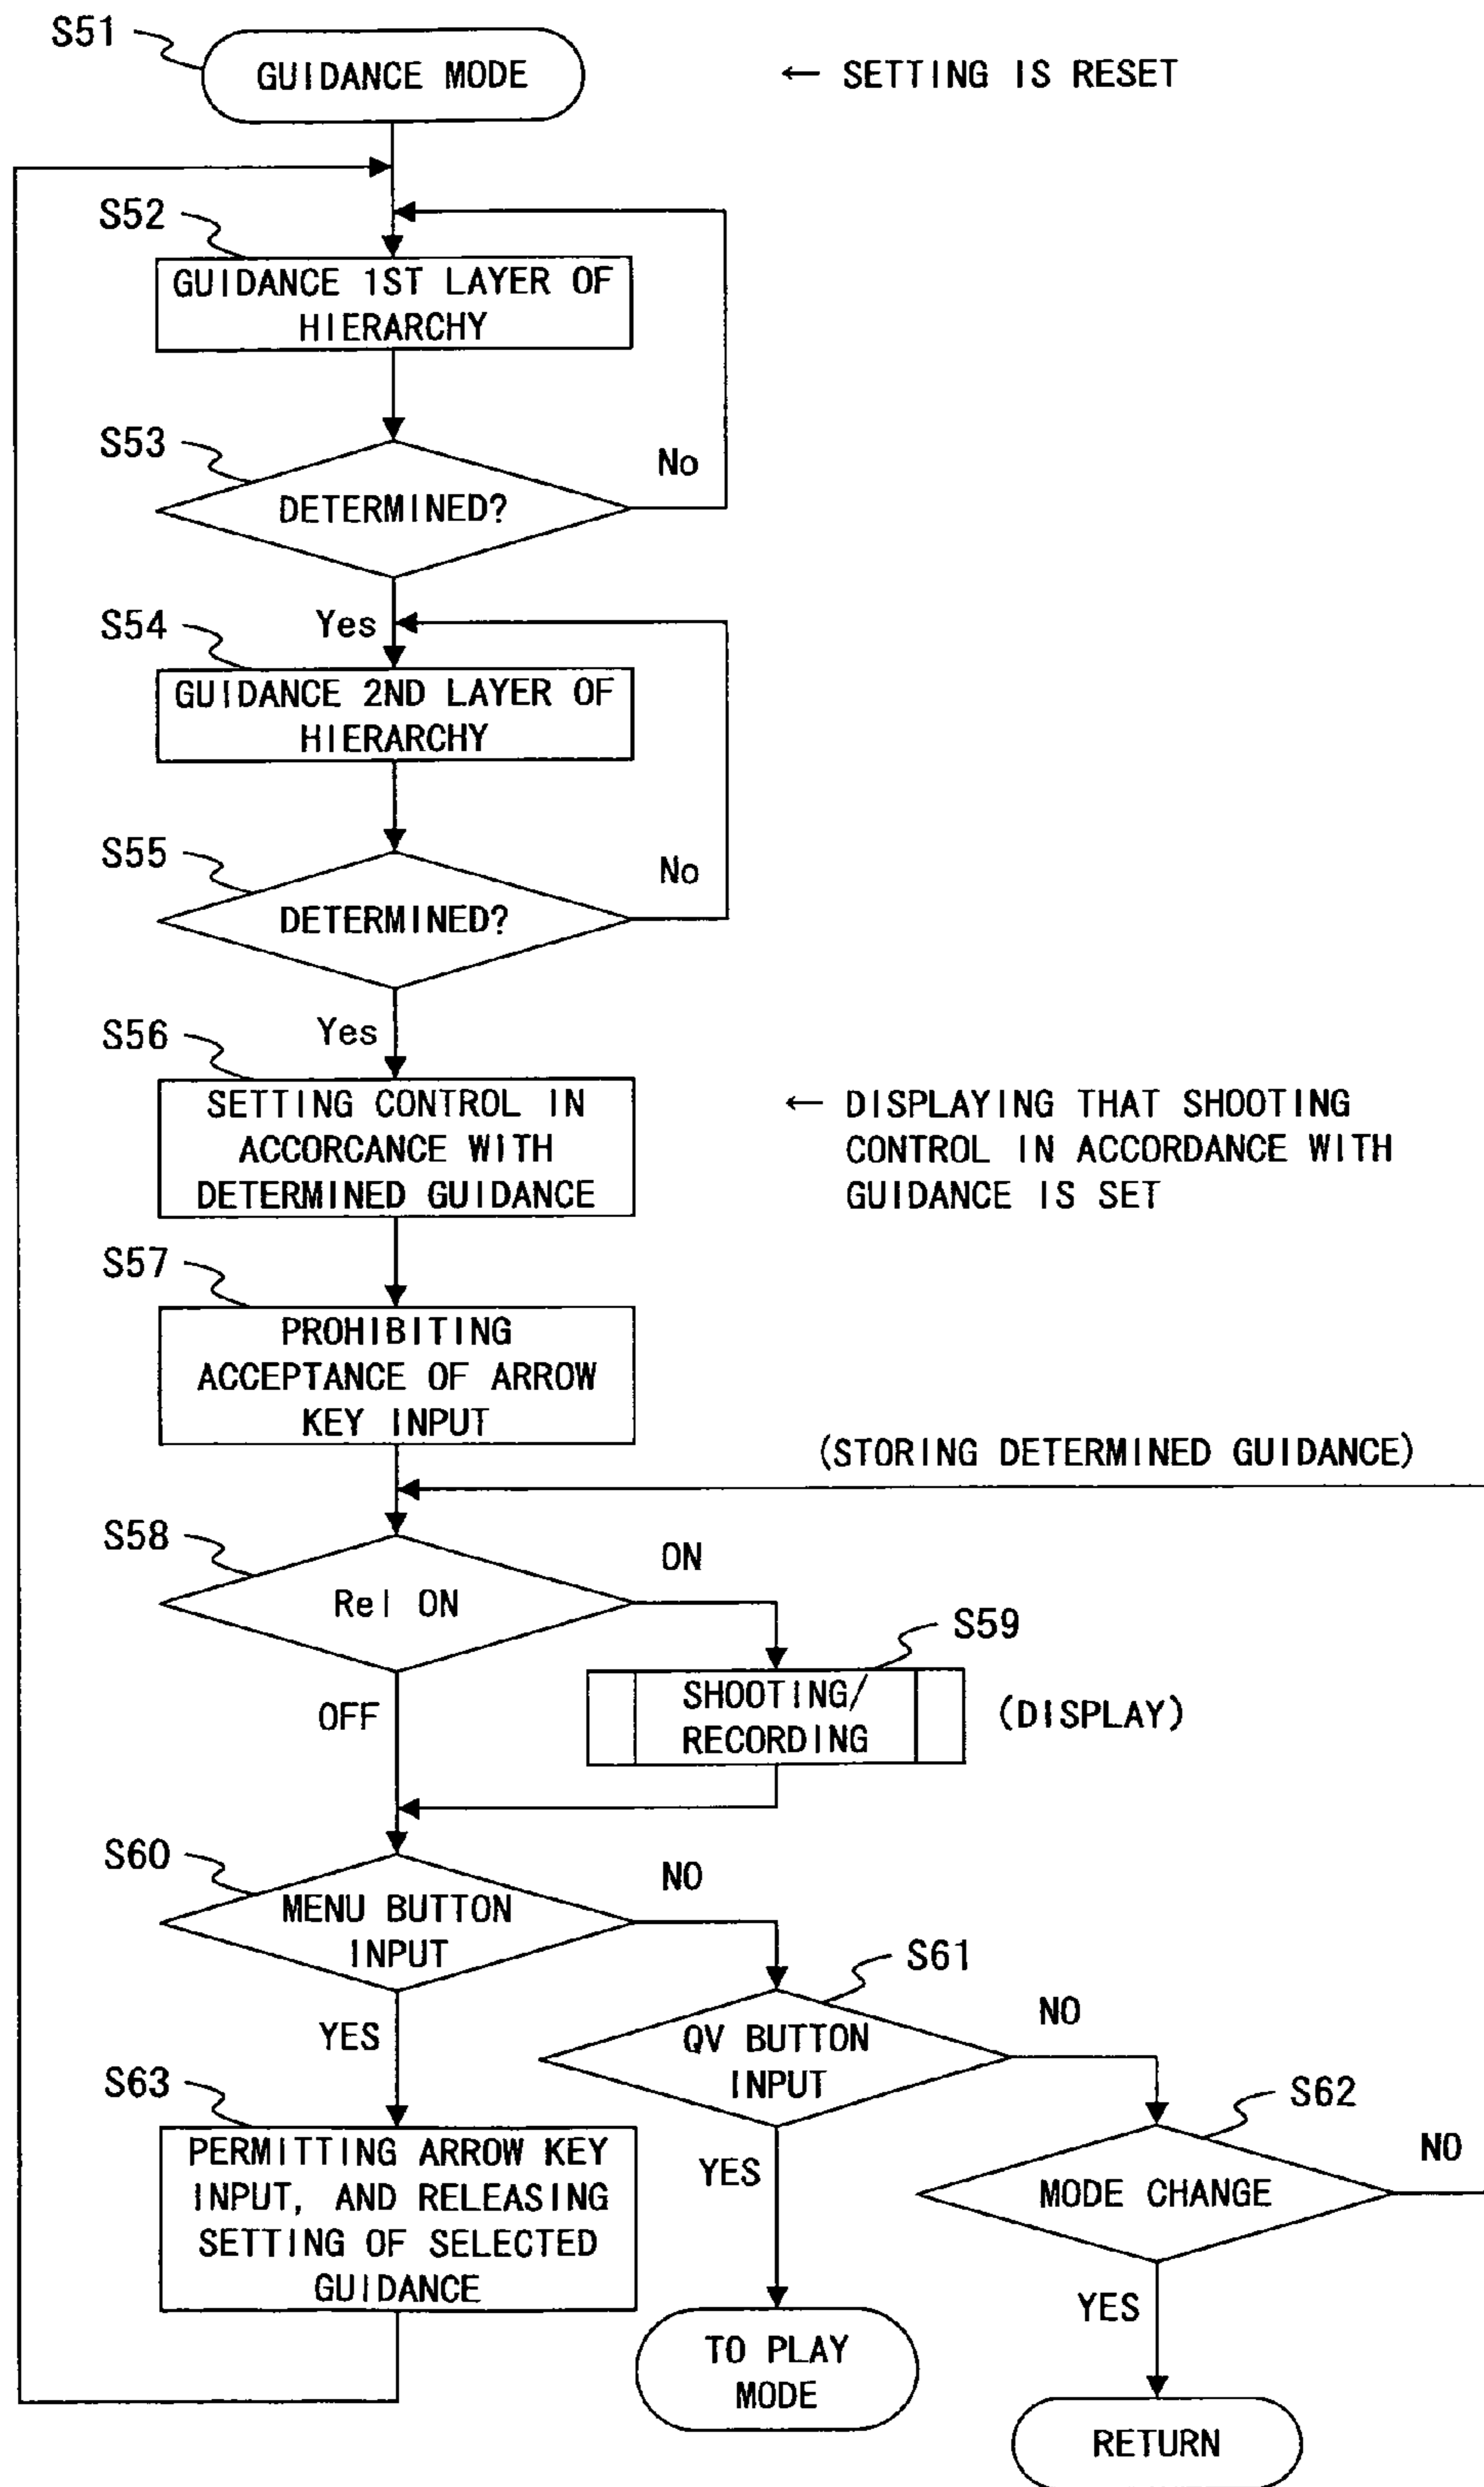 S51
GUIDANCE MODE
← SETTING IS RESET
S52
GUIDANCE 1ST LAYER OF
HIERARCHY
S53
No
DETERMINED?
S54
Yes
GUIDANCE 2ND LAYER OF
HIERARCHY
S55
No
DETERMINED?
S56
Yes
SETTING CONTROL IN
ACCORCANCE WITH
DETERMINED GUIDANCE
← DISPLAYING THAT SHOOTING
CONTROL IN ACCORDANCE WITH
GUIDANCE IS SET
S57
PROHIBITING
ACCEPTANCE OF ARROW
KEY INPUT
(STORING DETERMINED GUIDANCE)
S58
ON
Rel ON
S59
OFF
SHOOTING/
RECORDING
(DISPLAY)
S60
NO
MENU BUTTON
INPUT
S61
YES
NO
QV BUTTON
INPUT
S63
S62
PERMITTING ARROW KEY
INPUT, AND RELEASING
SETTING OF SELECTED
GUIDANCE
YES
NO
MODE CHANGE
YES
TO PLAY
MODE
RETURN